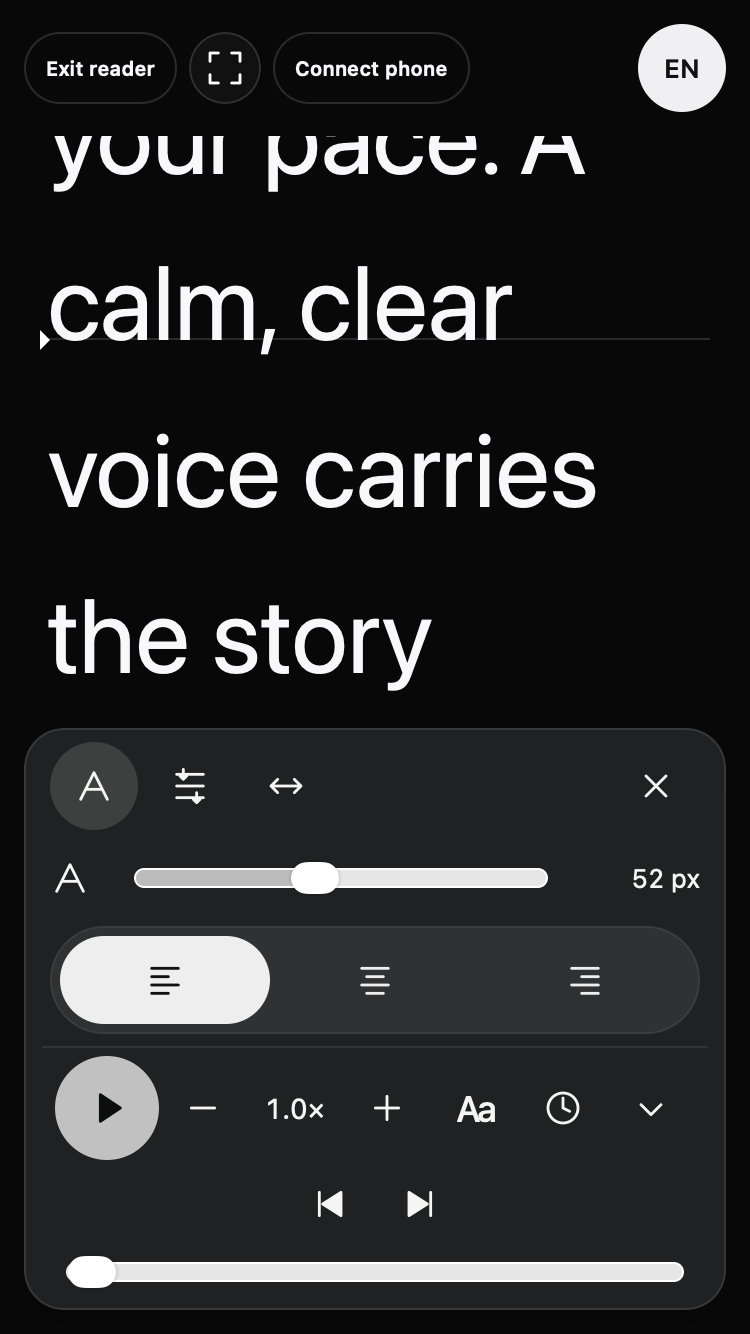 Exit reader
Connect phone
EN
your pace. A
calm, clear
voice carries
the story
52 px
1.0×
Aa